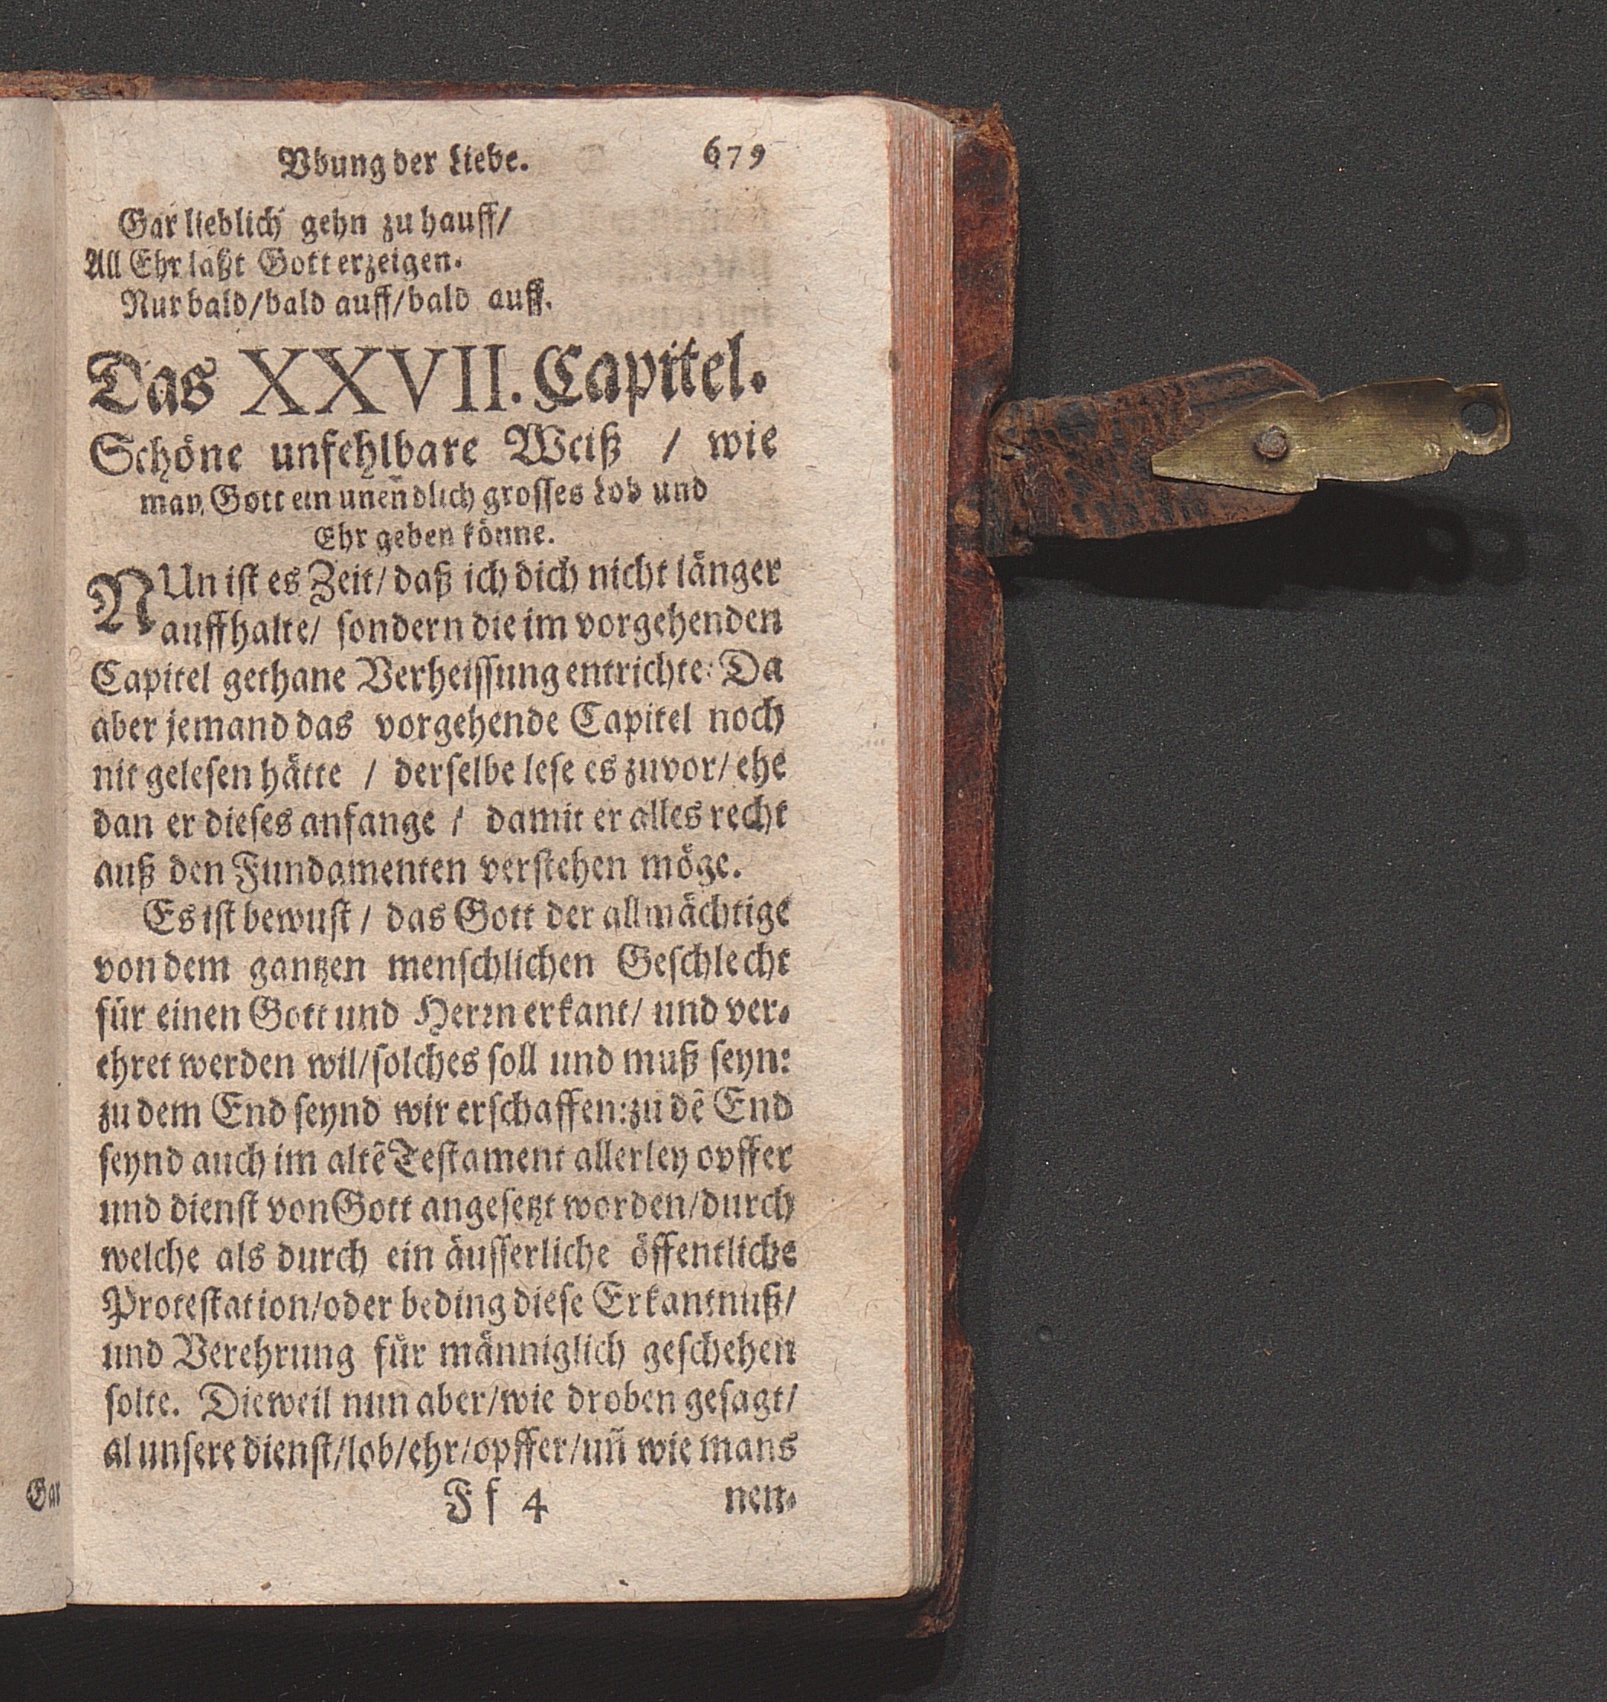 Vbung der Liebe. 679
Gar lieblich gehn zu hauff/
All Ehr laßt Gott erzeigen.
Nur bald/bald auff/bald auff.
Das XXVII. Capitel.
Schöne unfehlbare Weiß / wie
man Gott ein unen̄dlich grosses Lob und
Ehr geben könne.
NUn ist es Zeit/ daß ich dich nicht länger
auffhalte/ sondern die im vorgehenden
Capitel gethane Verheissung entrichte: Da
aber jemand das vorgehende Capitel noch
nit gelesen hätte / derselbe lese es zuvor/ ehe
dan er dieses anfange / damit er alles recht
auß den Fundamenten verstehen möge.
Es ist bewust / das Gott der allmächtige
von dem gantzen menschlichen Geschlecht
für einen Gott und Herrn erkant/ und ver-
ehret werden wil/solches soll und muß seyn:
zu dem End seynd wir erschaffen: zu dē End
seynd auch im altē Testament allerley opffer
und dienst von Gott angesetzt worden/durch
welche als durch ein äusserliche öffentliche
Protestation/oder beding diese Erkantnuß/
und Verehrung für männiglich geschehen
solte. Dieweil nun aber/wie droben gesagt/
al unsere dienst/lob/ehr/opffer/uñ wie mans
Ff 4 nen-
Gar